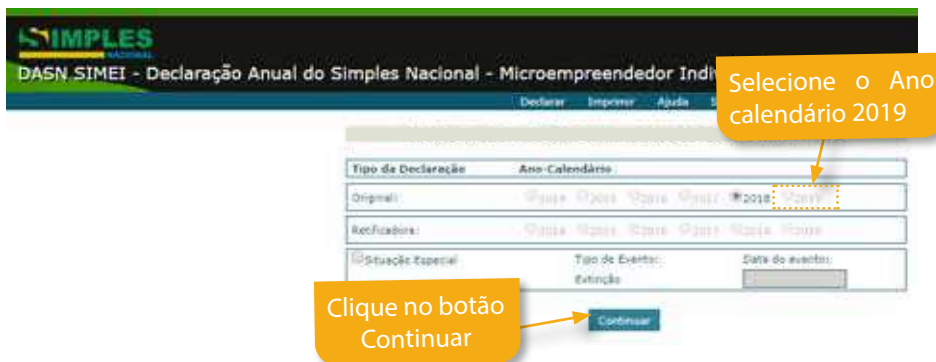 SIMPLES
NACIONAL
DASN SIMEI - Declaração Anual do Simples Nacional - Microempreendedor Indi
Selecione o Ano
calendário 2019
Declarar Imprimir Ajuda S
Tipo da Declaração Ano-Calendário
Original: 2018 2019
Retificadora:
Situação Especial Tipo de Evento: Data do evento:
Extinção
Clique no botão
Continuar
Continuar